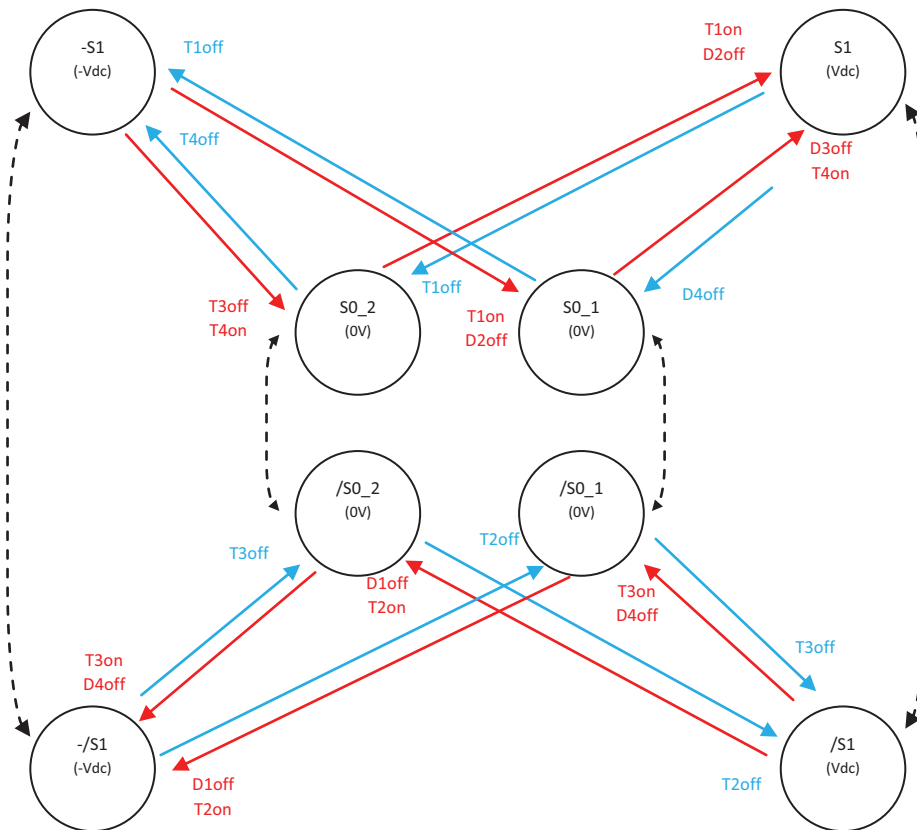 -S1
(-Vdc)
T1off
T1on
D2off
S1
(Vdc)
T4off
D3off
T4on
T3off
T4on
S0_2
(0V)
T1off
T1on
D2off
S0_1
(0V)
D4off
/S0_2
(0V)
/S0_1
(0V)
T3off
D1off
T2on
T2off
T3on
D4off
T3off
T3on
D4off
-/S1
(-Vdc)
D1off
T2on
T2off
/S1
(Vdc)